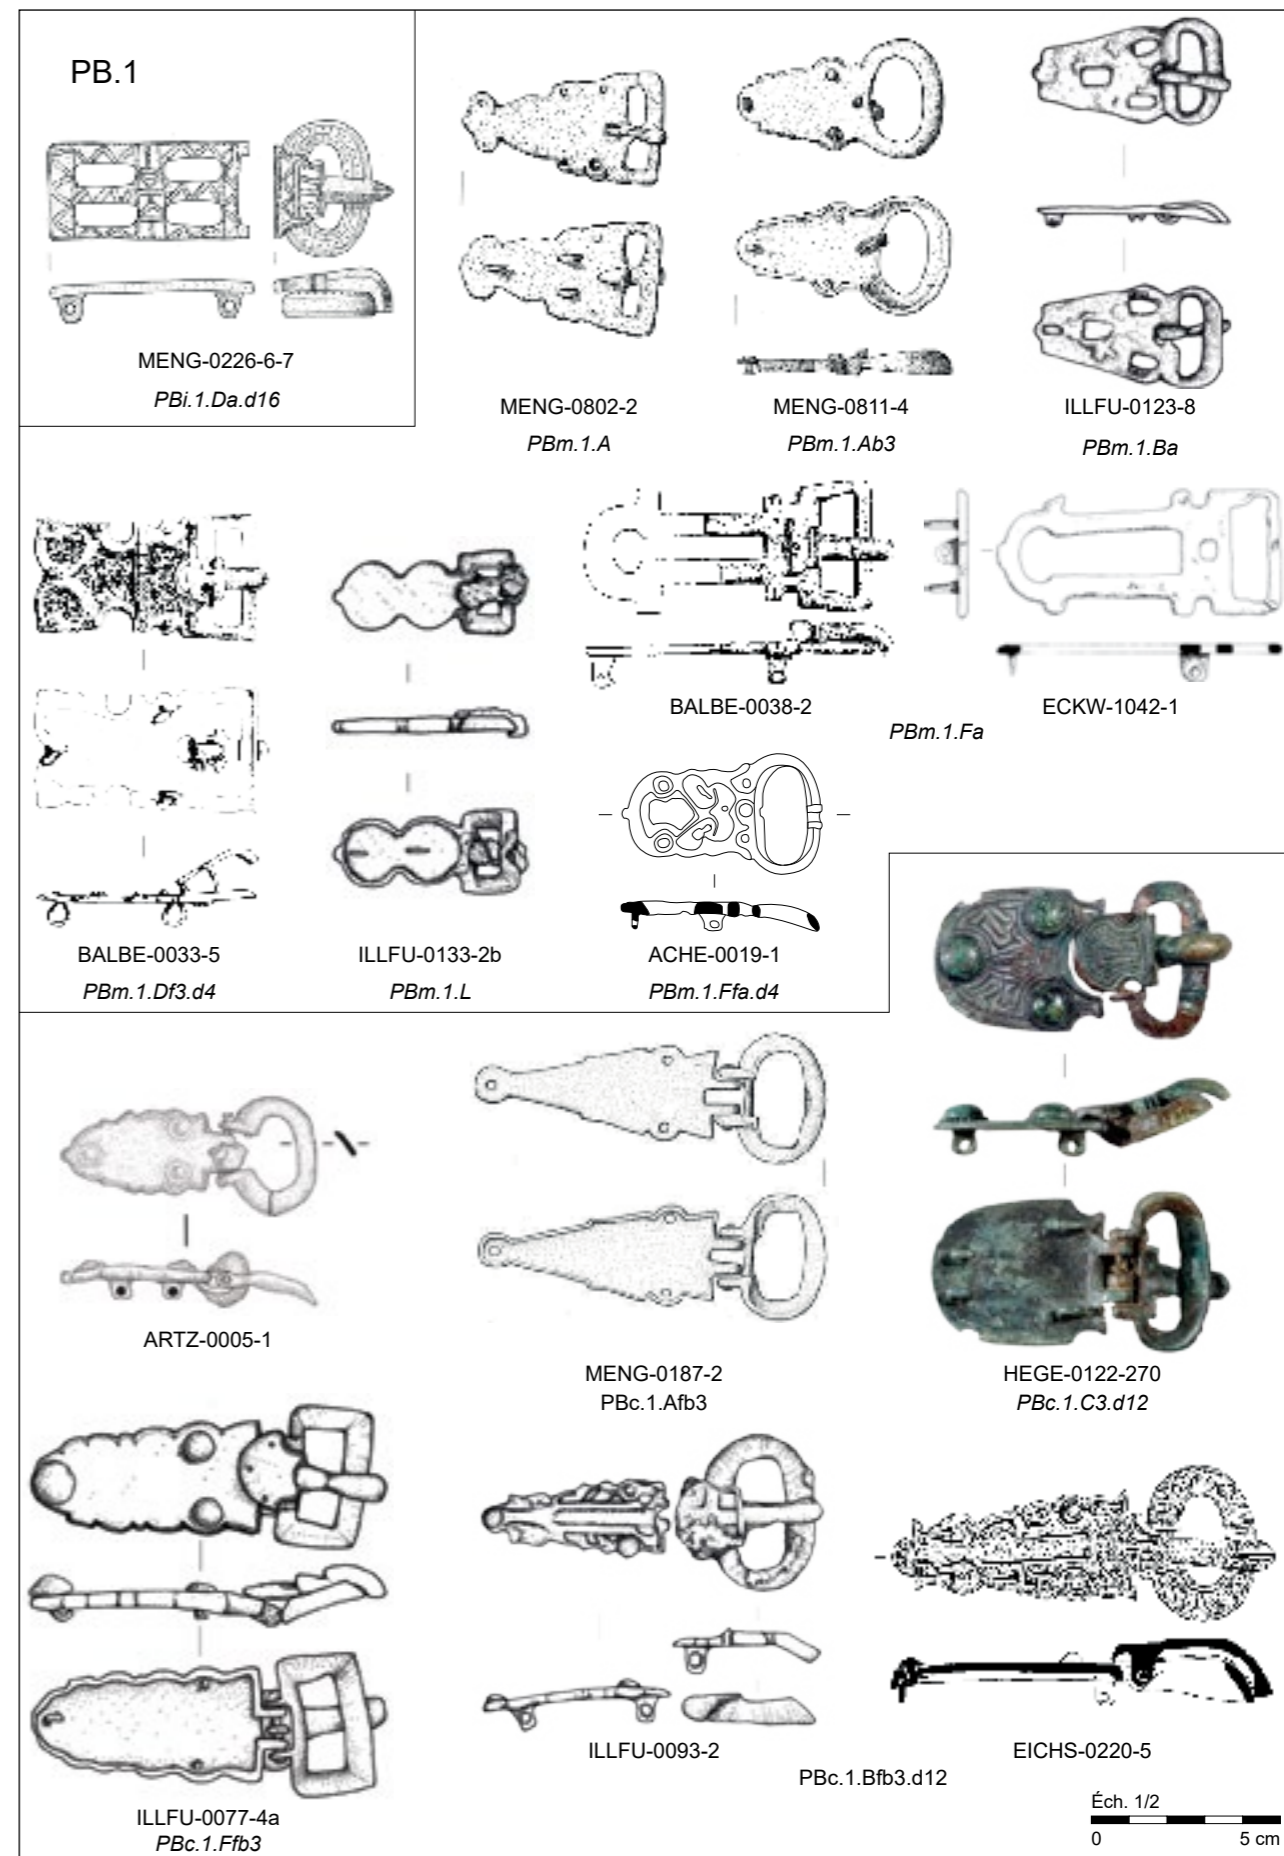 PB.1
MENG-0226-6-7
PBi.1.Da.d16
MENG-0802-2
PBm.1.A
MENG-0811-4
PBm.1.Ab3
ILLFU-0123-8
PBm.1.Ba
BALBE-0033-5
PBm.1.Df3.d4
ILLFU-0133-2b
PBm.1.L
BALBE-0038-2
ECKW-1042-1
PBm.1.Fa
ACHE-0019-1
PBm.1.Ffa.d4
ARTZ-0005-1
MENG-0187-2
PBc.1.Afb3
HEGE-0122-270
PBc.1.C3.d12
ILLFU-0077-4a
PBc.1.Ffb3
ILLFU-0093-2
EICHS-0220-5
PBc.1.Bfb3.d12
Éch. 1/2
0 5 cm